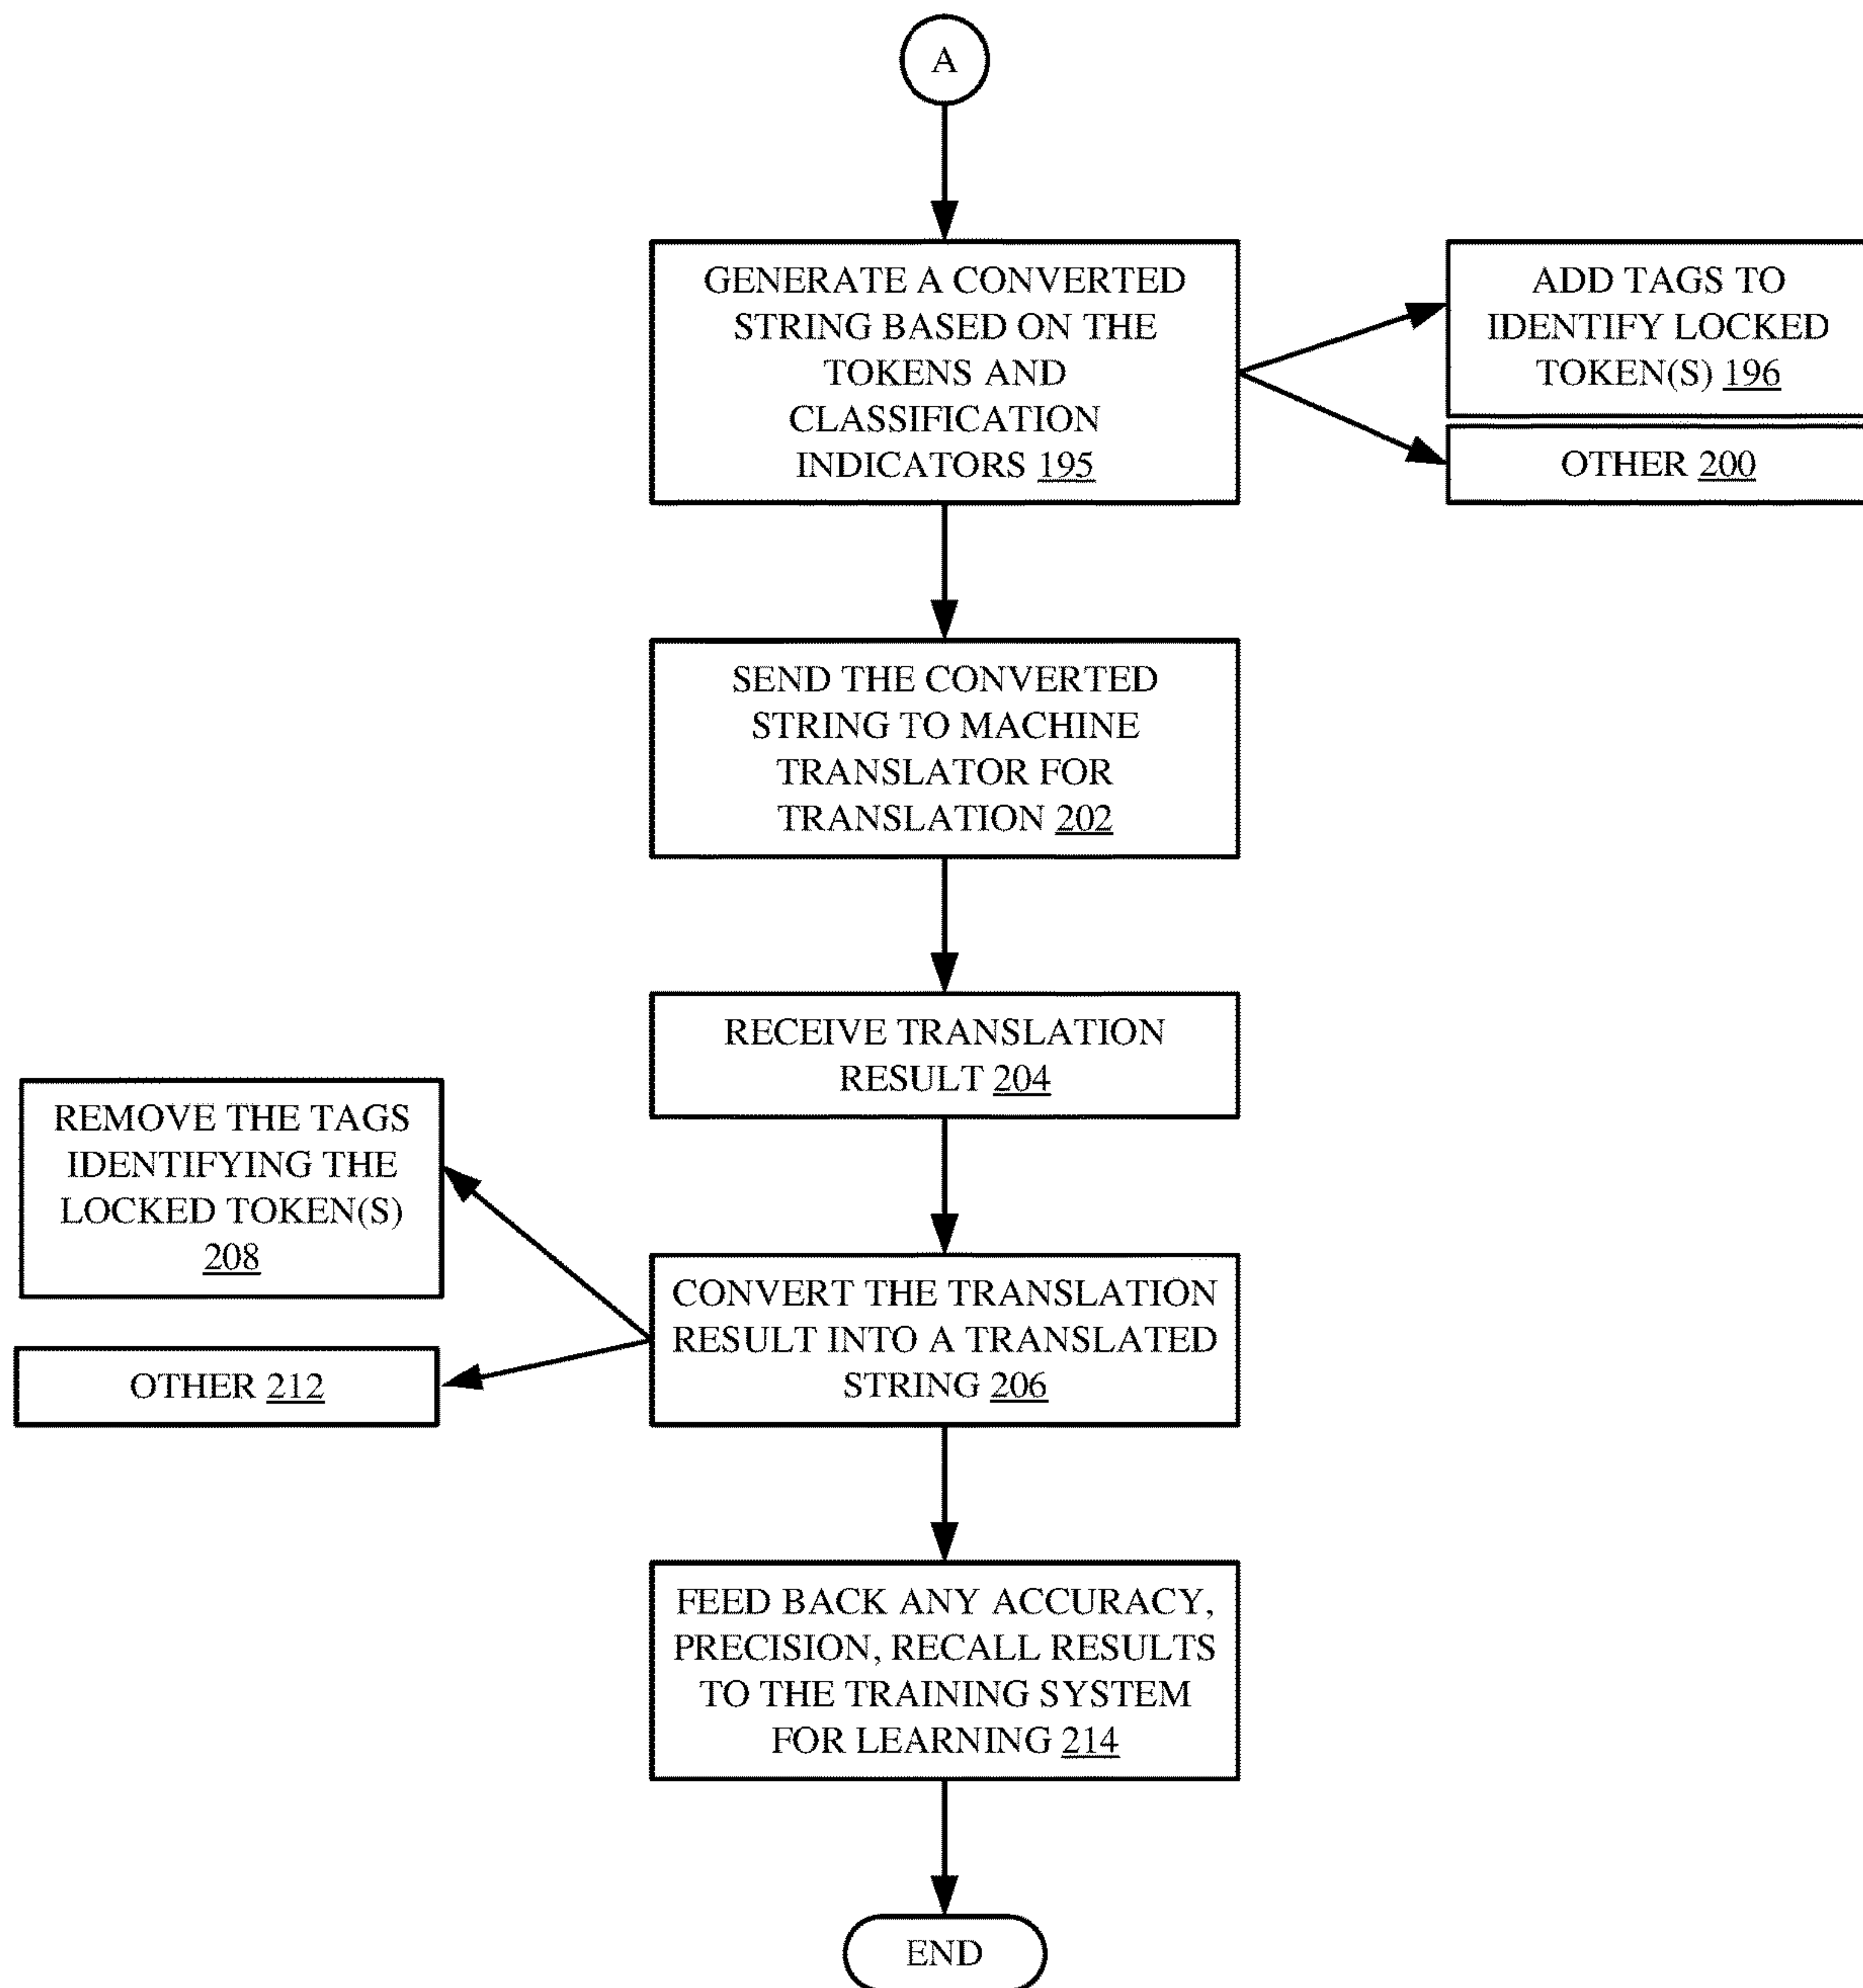 A
GENERATE A CONVERTED
STRING BASED ON THE
TOKENS AND
CLASSIFICATION
INDICATORS 195
ADD TAGS TO
IDENTIFY LOCKED
TOKEN(S) 196
OTHER 200
SEND THE CONVERTED
STRING TO MACHINE
TRANSLATOR FOR
TRANSLATION 202
RECEIVE TRANSLATION
RESULT 204
REMOVE THE TAGS
IDENTIFYING THE
LOCKED TOKEN(S)
208
CONVERT THE TRANSLATION
RESULT INTO A TRANSLATED
STRING 206
OTHER 212
FEED BACK ANY ACCURACY,
PRECISION, RECALL RESULTS
TO THE TRAINING SYSTEM
FOR LEARNING 214
END